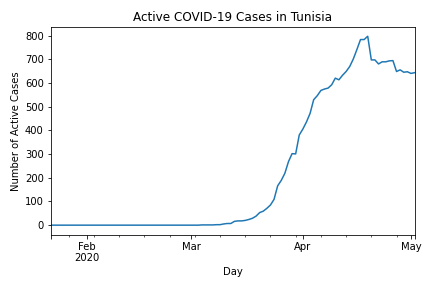 Active COVID-19 Cases in Tunisia
800
700
600
500
400
300
200
100
0
Number of Active Cases
Feb
2020
Mar
Apr
May
Day